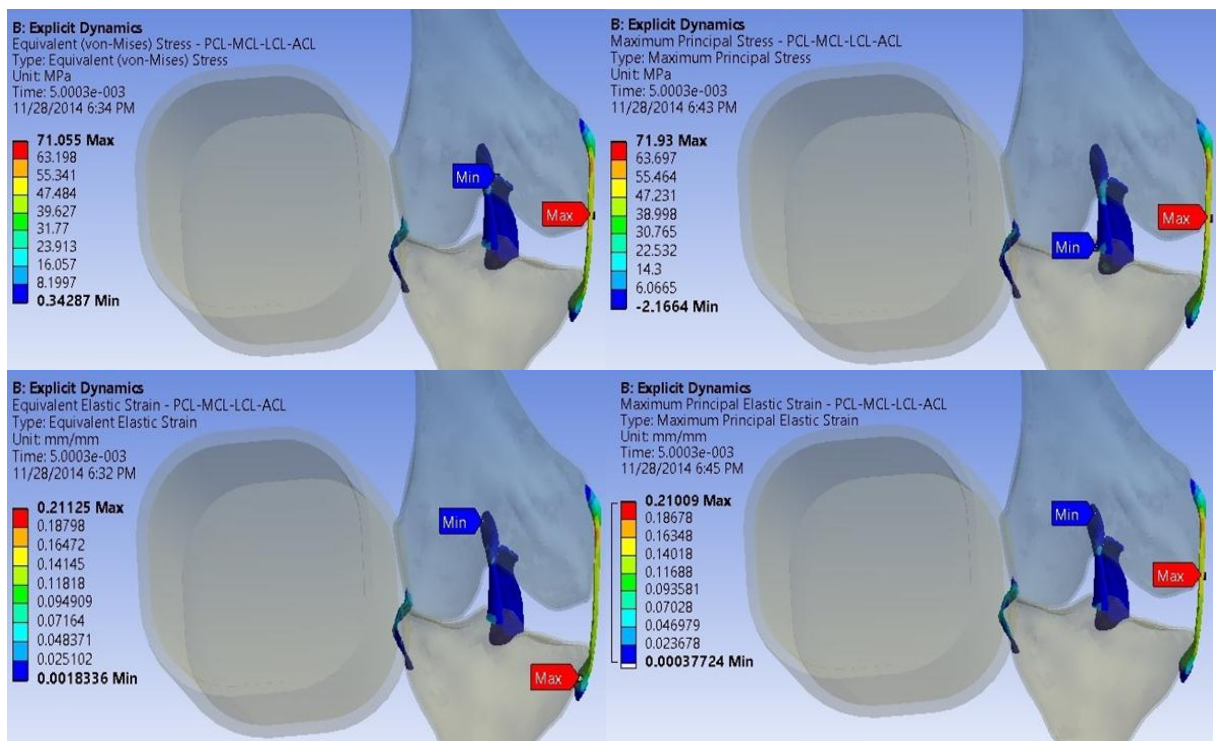 B: Explicit Dynamics
Equivalent (von-Mises) Stress - PCL-MCL-LCL-ACL
Type: Equivalent (von-Mises) Stress
Unit: MPa
Time: 5.0003e-003
11/28/2014 6:34 PM
71.055 Max
63.198
55.341
47.484
39.627
31.77
23.913
16.057
8.1997
0.34287 Min
Min
Max
B: Explicit Dynamics
Maximum Principal Stress - PCL-MCL-LCL-ACL
Type: Maximum Principal Stress
Unit: MPa
Time: 5.0003e-003
11/28/2014 6:43 PM
71.93 Max
63.697
55.464
47.231
38.998
30.765
22.532
14.3
6.0665
-2.1664 Min
Max
Min
B: Explicit Dynamics
Equivalent Elastic Strain - PCL-MCL-LCL-ACL
Type: Equivalent Elastic Strain
Unit: mm/mm
Time: 5.0003e-003
11/28/2014 6:32 PM
0.21125 Max
0.18798
0.16472
0.14145
0.11818
0.094909
0.07164
0.048371
0.025102
0.0018336 Min
Min
Max
B: Explicit Dynamics
Maximum Principal Elastic Strain - PCL-MCL-LCL-ACL
Type: Maximum Principal Elastic Strain
Unit: mm/mm
Time: 5.0003e-003
11/28/2014 6:45 PM
0.21009 Max
0.18678
0.16348
0.14018
0.11688
0.093581
0.07028
0.046979
0.023678
0.00037724 Min
Min
Max